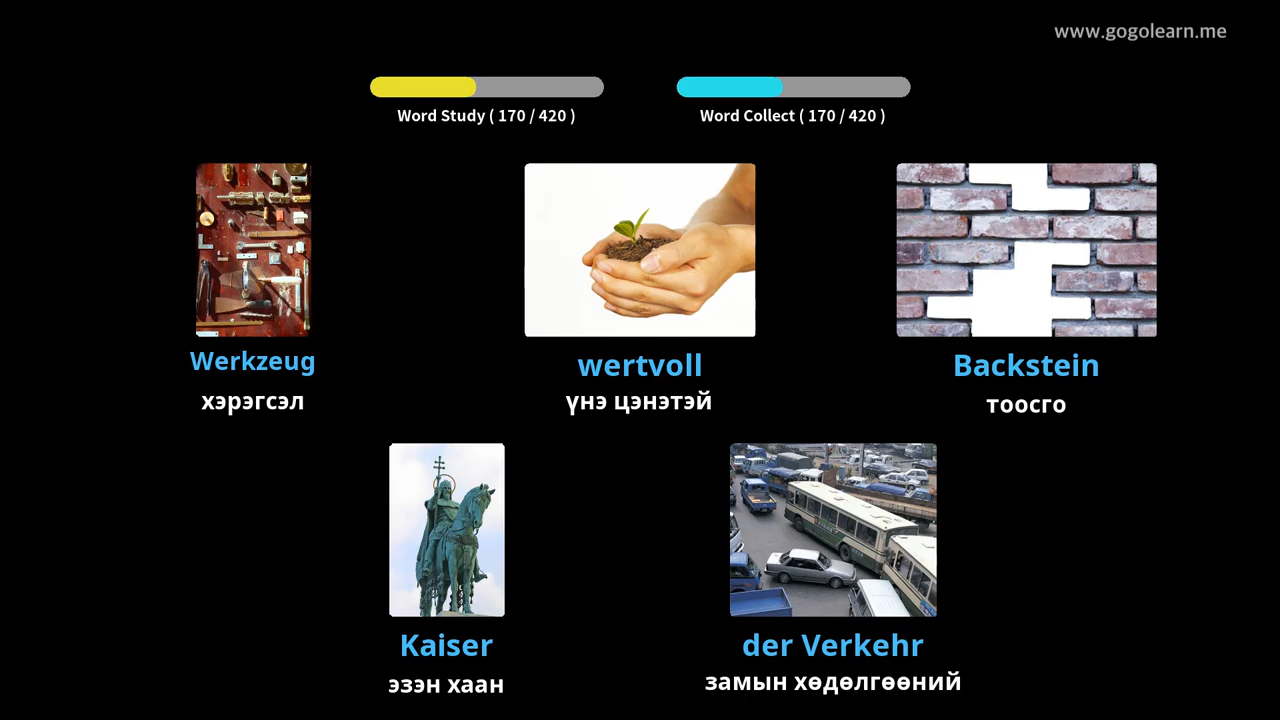 www.gogolearn.me
Word Study ( 170 / 420 )
Word Collect ( 170 / 420 )
Werkzeug
хэрэгсэл
wertvoll
үнэ цэнэтэй
Backstein
тоосго
Kaiser
эзэн хаан
der Verkehr
замын хөдөлгөөний